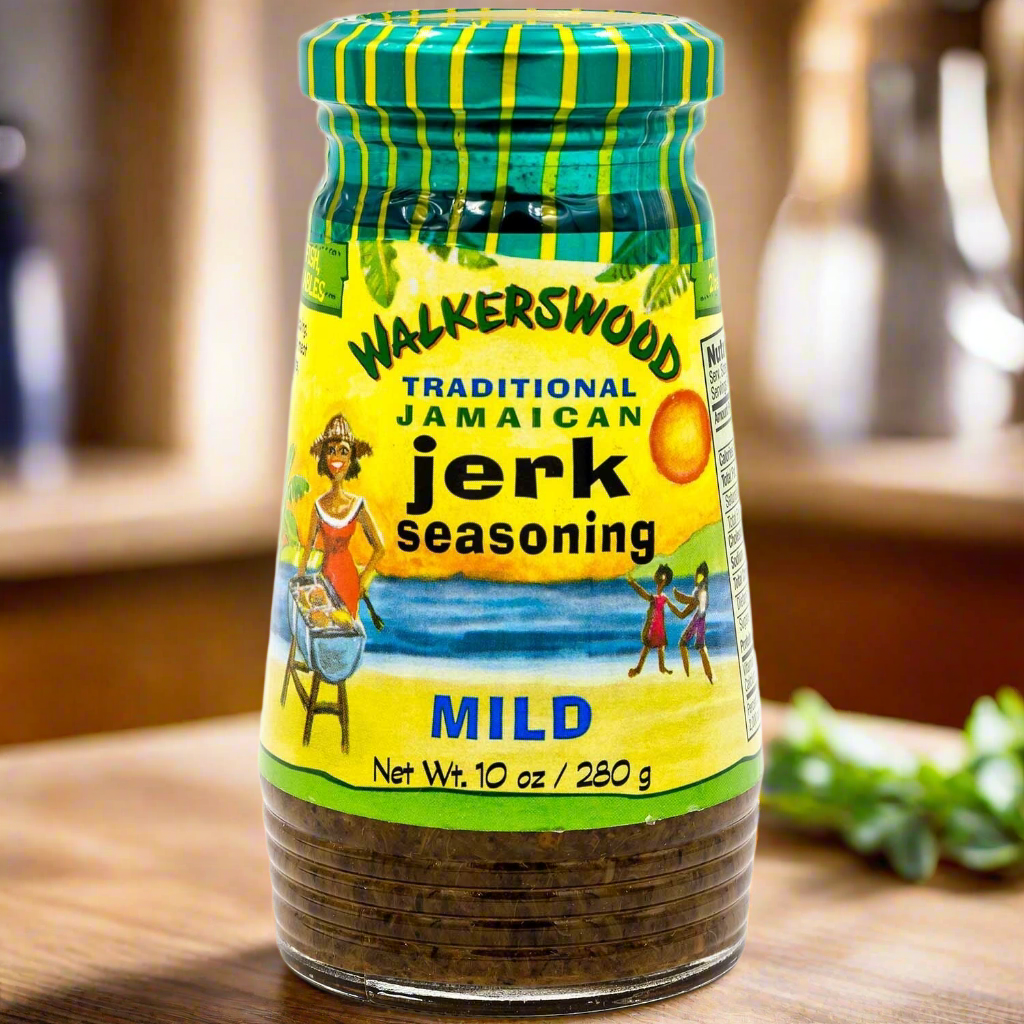 WALKERSWOOD
TRADITIONAL
JAMAICAN
jerk
seasoning
MILD
Net Wt. 10 oz / 280 g